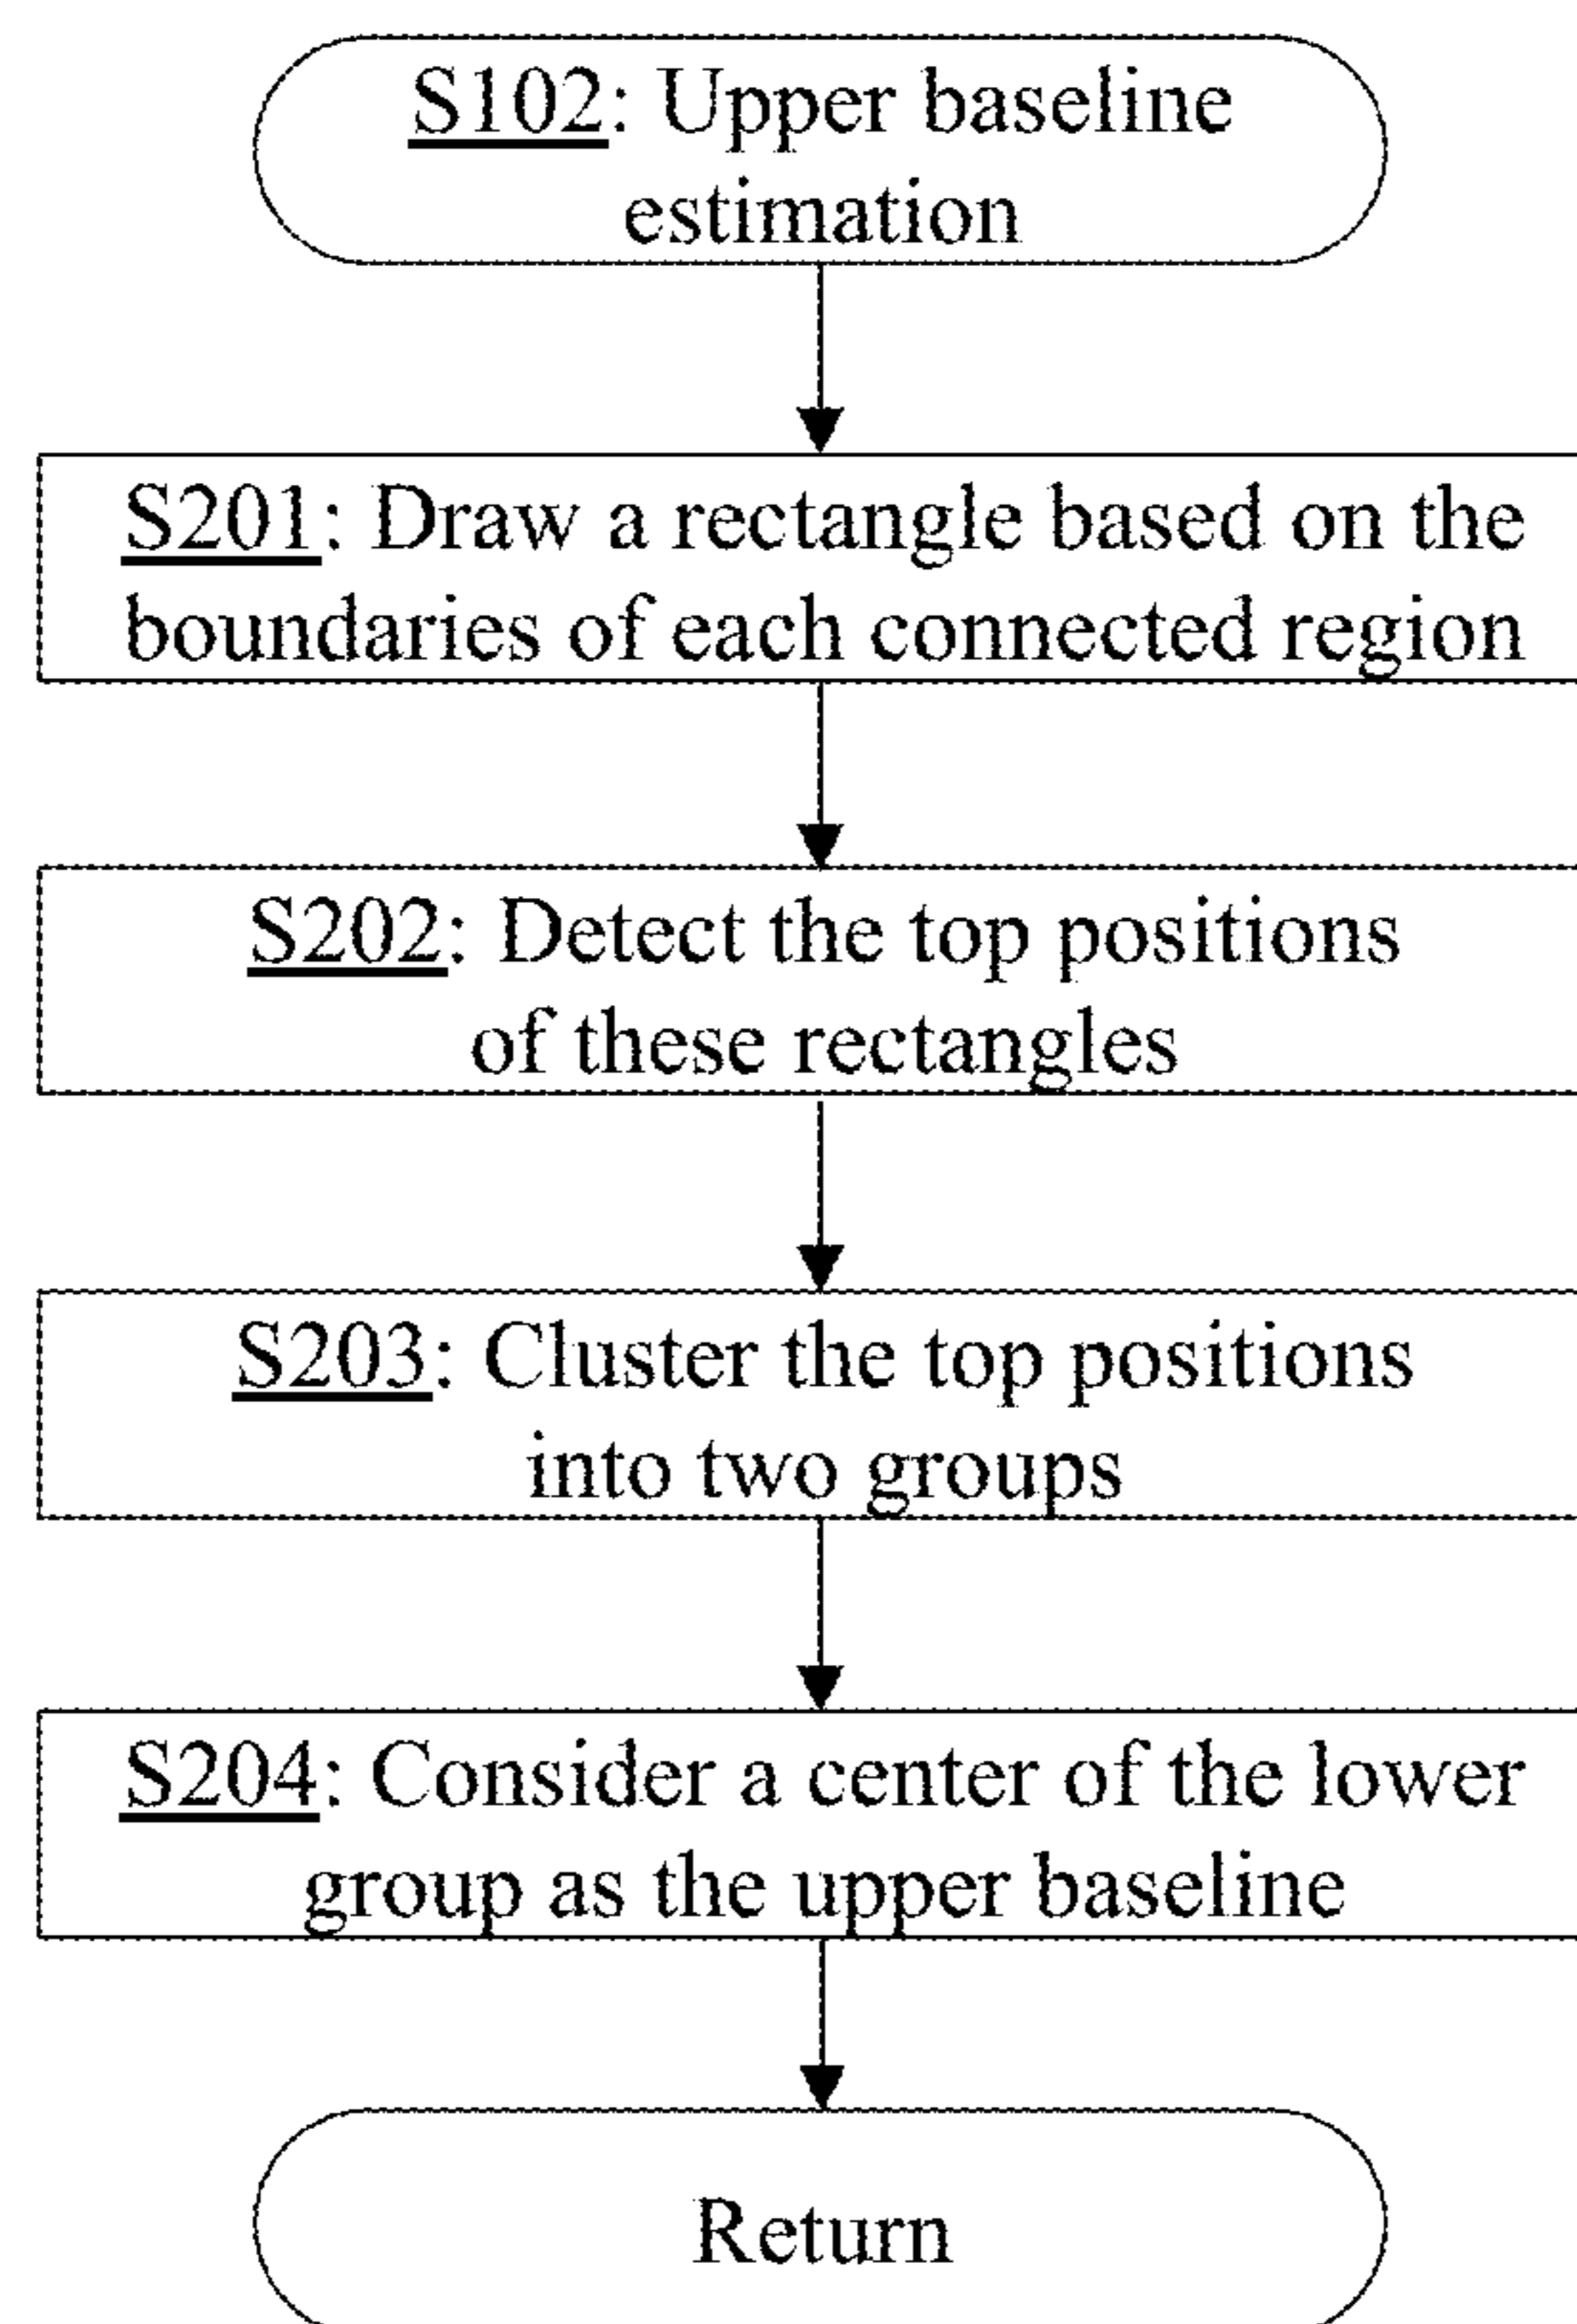 S102: Upper baseline
estimation
S201: Draw a rectangle based on the
boundaries of each connected region
S202: Detect the top positions
of these rectangles
S203: Cluster the top positions
into two groups
S204: Consider a center of the lower
group as the upper baseline
Return